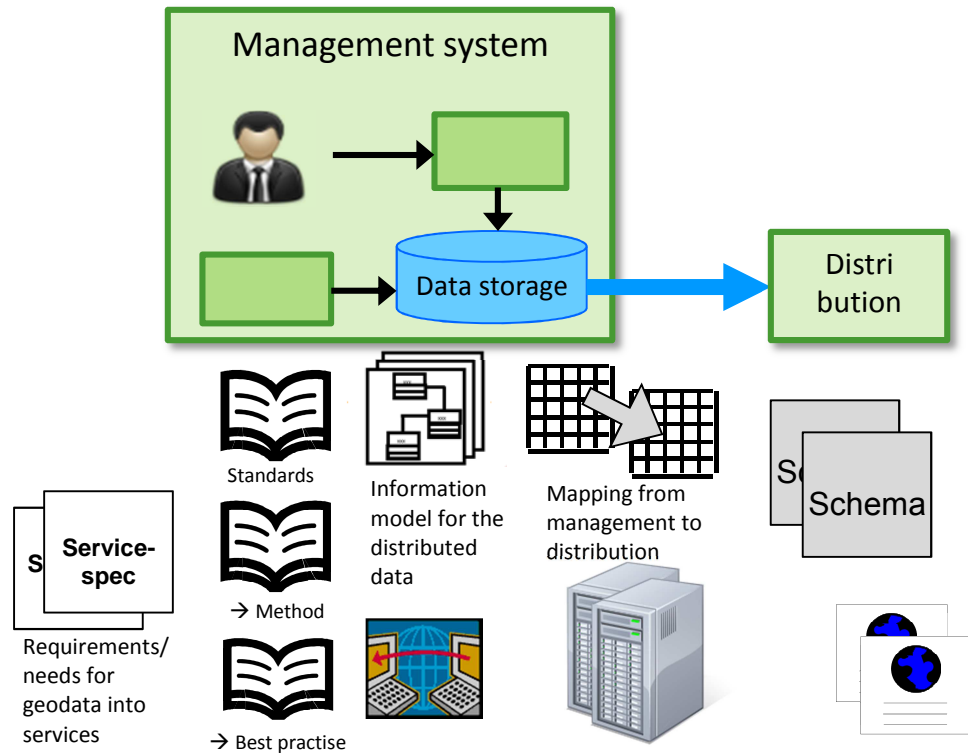 Management system
Data storage
Distri
bution
Standards
Information
model for the
distributed
data
Mapping from
management to
distribution
Schema
S
Service-
spec
→ Method
Requirements/
needs for
geodata into
services
→ Best practise